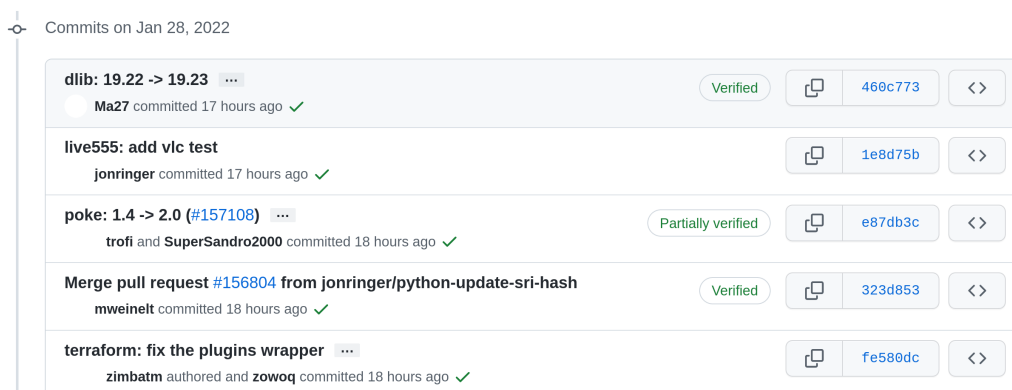 Commits on Jan 28, 2022
dlib: 19.22 -> 19.23 ...
Verified
460c773
Ma27 committed 17 hours ago
live555: add vlc test
1e8d75b
jonringer committed 17 hours ago
poke: 1.4 -> 2.0 (#157108) ...
Partially verified
e87db3c
trofi and SuperSandro2000 committed 18 hours ago
Merge pull request #156804 from jonringer/python-update-sri-hash
Verified
323d853
mweinelt committed 18 hours ago
terraform: fix the plugins wrapper ...
fe580dc
zimbatm authored and zowoq committed 18 hours ago